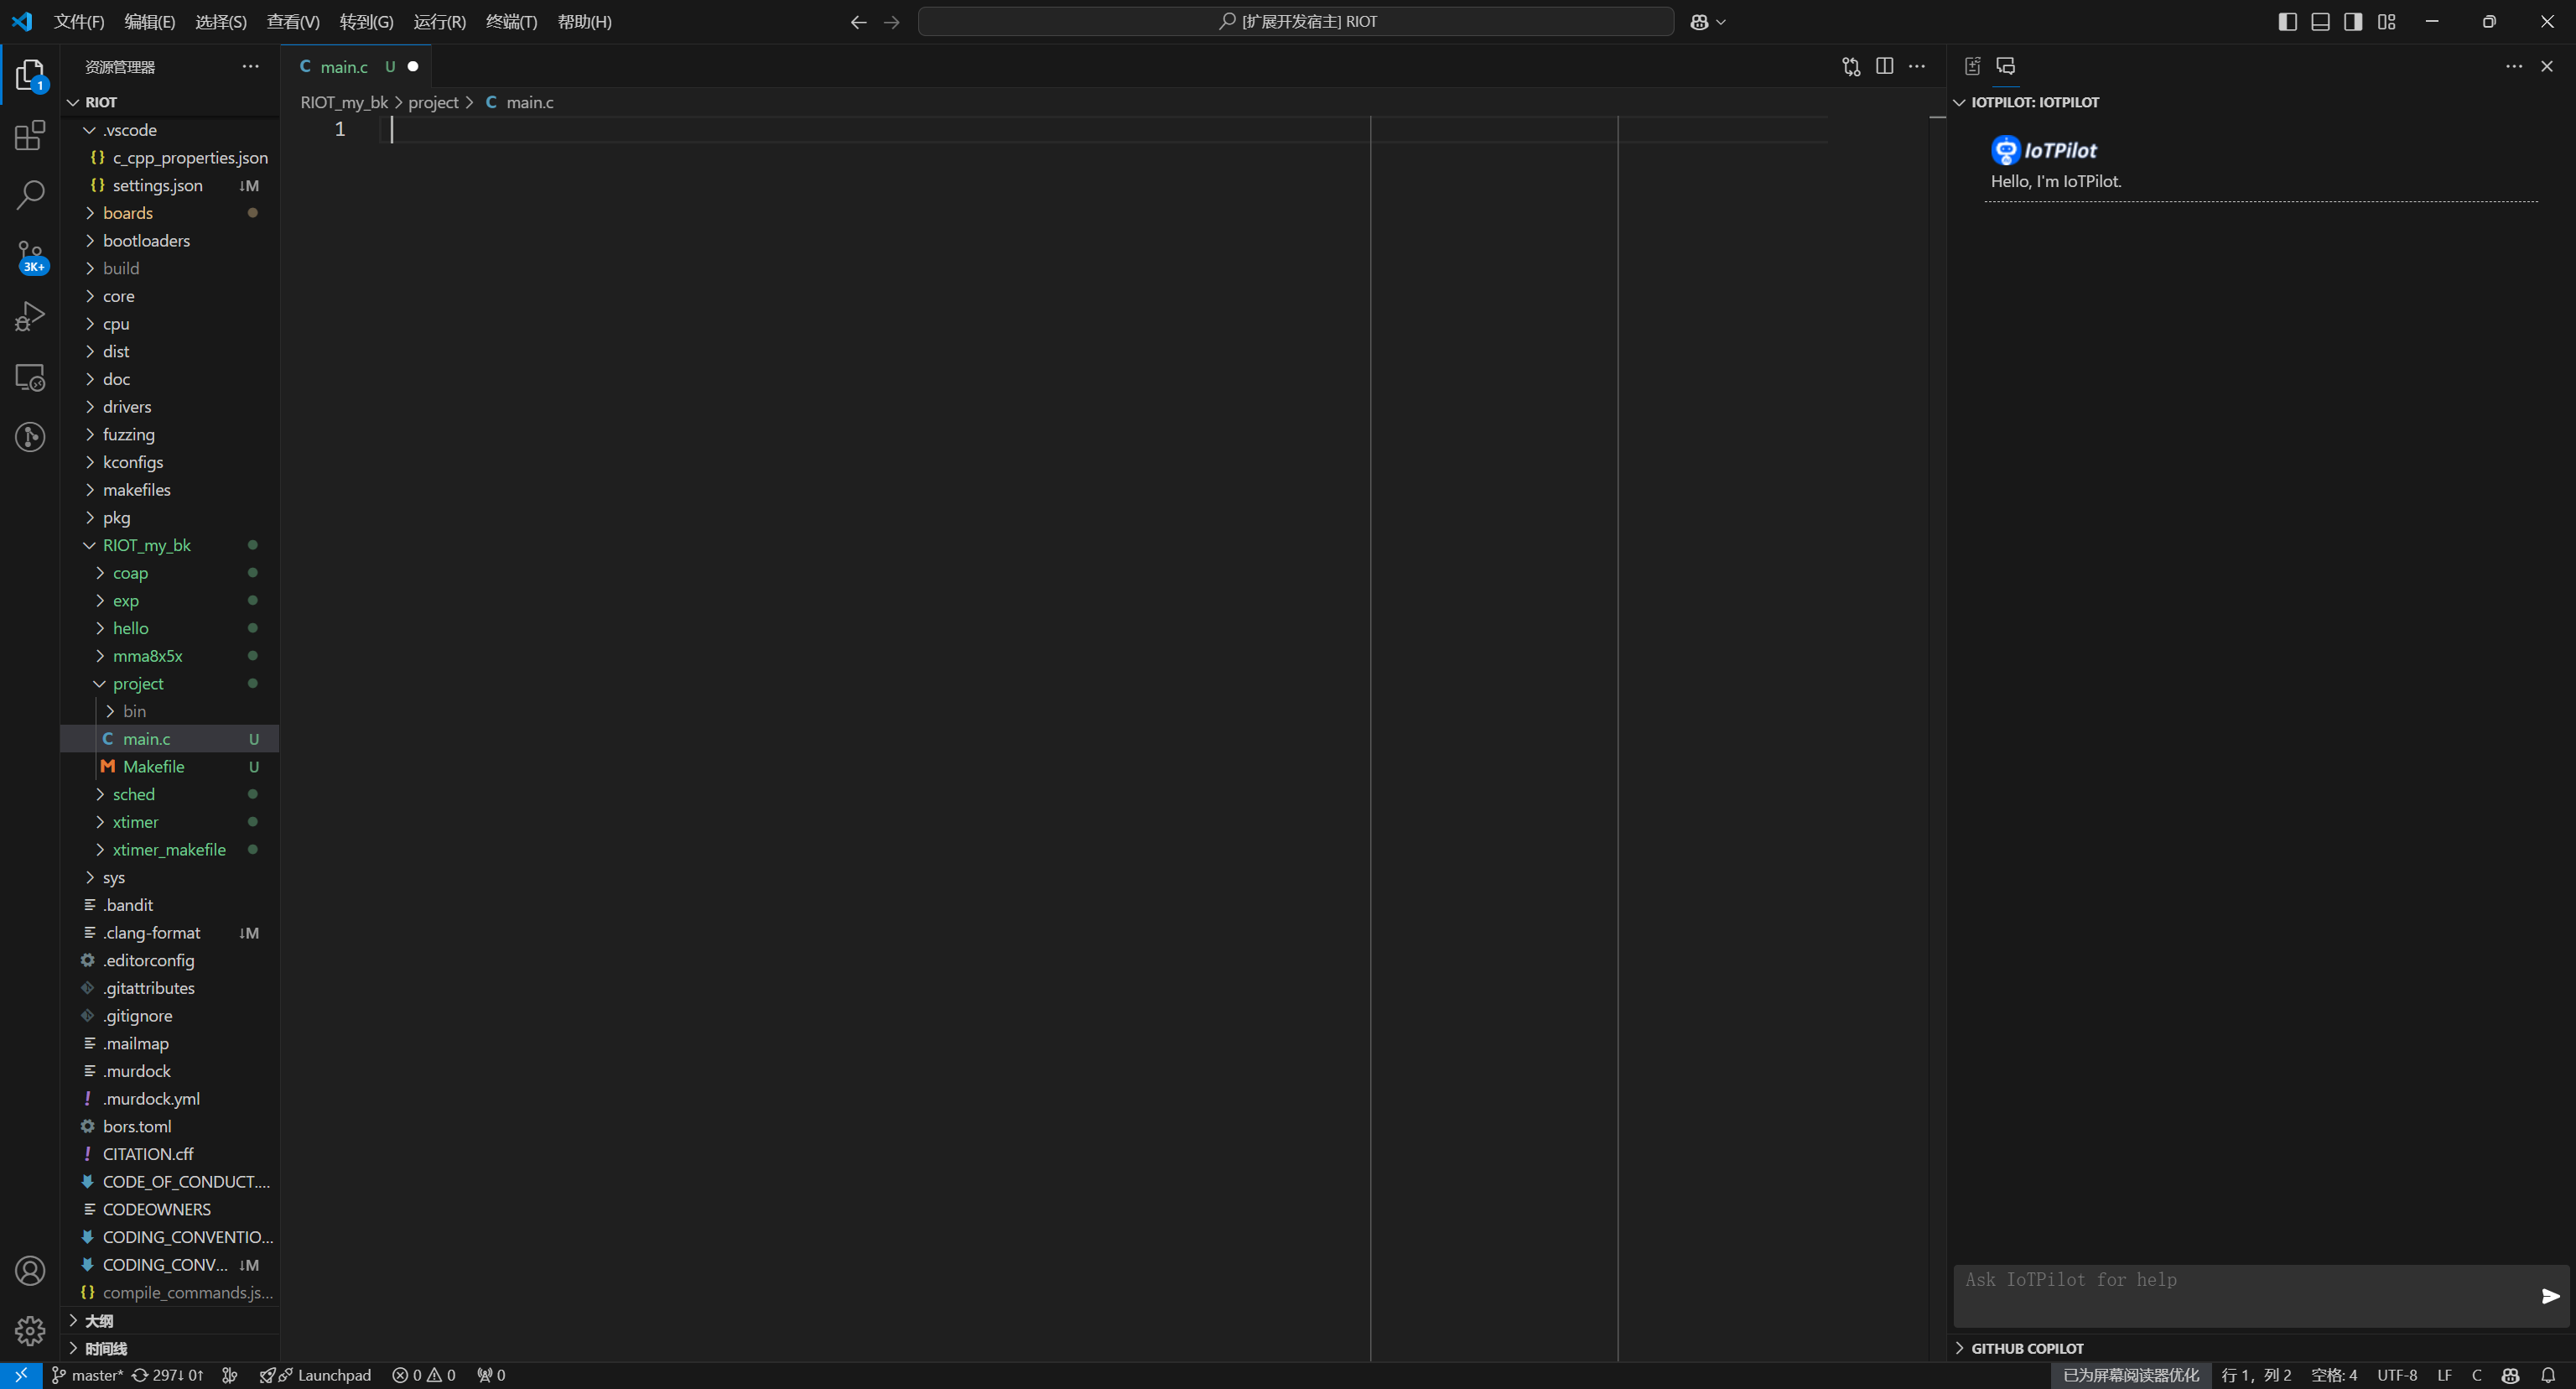 文件(F) 编辑(E) 选择(S) 查看(V) 转到(G) 运行(R) 终端(T) 帮助(H)
[扩展开发宿主] RIOT
资源管理器
RIOT
.vscode
{} c_cpp_properties.json
{} settings.json ↓M
boards
bootloaders
build
core
cpu
dist
doc
drivers
fuzzing
kconfigs
makefiles
pkg
RIOT_my_bk
coap
exp
hello
mma8x5x
project
bin
C main.c U
M Makefile U
sched
xtimer
xtimer_makefile
sys
.bandit
.clang-format ↓M
.editorconfig
.gitattributes
.gitignore
.mailmap
.murdock
! .murdock.yml
bors.toml
! CITATION.cff
CODE_OF_CONDUCT....
CODEOWNERS
CODING_CONVENTIO...
CODING_CONV... ↓M
{} compile_commands.js...
大纲
时间线
1
3K+
C main.c U
RIOT_my_bk > project > C main.c
1
IOTPILOT: IOTPILOT
IoTPilot
Hello, I'm IoTPilot.
Ask IoTPilot for help
GITHUB COPILOT
master* 297↓ 0↑ Launchpad 0 0 0
已为屏幕阅读器优化 行 1，列 2 空格: 4 UTF-8 LF C